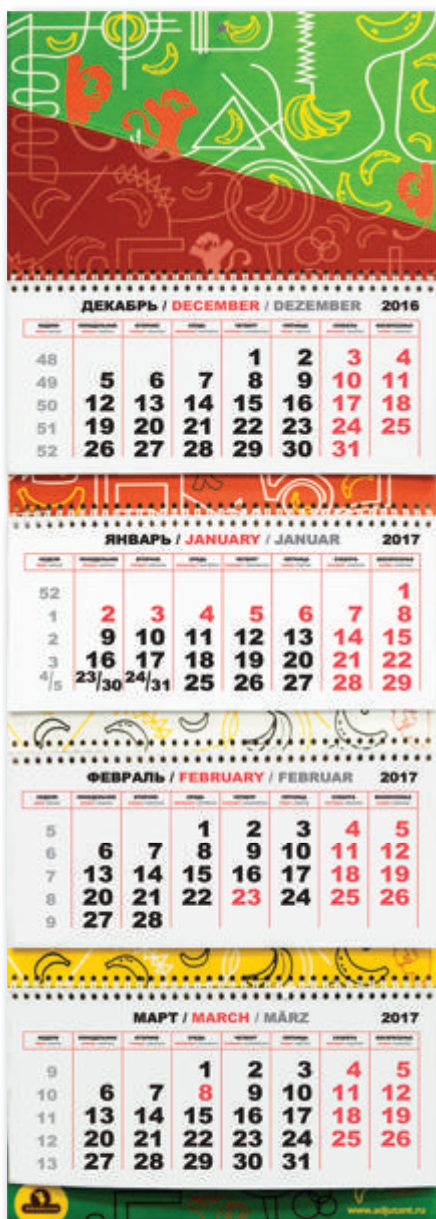 ДЕКАБРЬ / DECEMBER / DEZEMBER 2016
48 1 2 3 4
49 5 6 7 8 9 10 11
50 12 13 14 15 16 17 18
51 19 20 21 22 23 24 25
52 26 27 28 29 30 31
ЯНВАРЬ / JANUARY / JANUAR 2017
52 1
1 2 3 4 5 6 7 8
2 9 10 11 12 13 14 15
3 16 17 18 19 20 21 22
4/5 23/30 24/31 25 26 27 28 29
ФЕВРАЛЬ / FEBRUARY / FEBRUAR 2017
5 1 2 3 4 5
6 6 7 8 9 10 11 12
7 13 14 15 16 17 18 19
8 20 21 22 23 24 25 26
9 27 28
МАРТ / MARCH / MÄRZ 2017
9 1 2 3 4 5
10 6 7 8 9 10 11 12
11 13 14 15 16 17 18 19
12 20 21 22 23 24 25 26
13 27 28 29 30 31
www.adjutant.ru